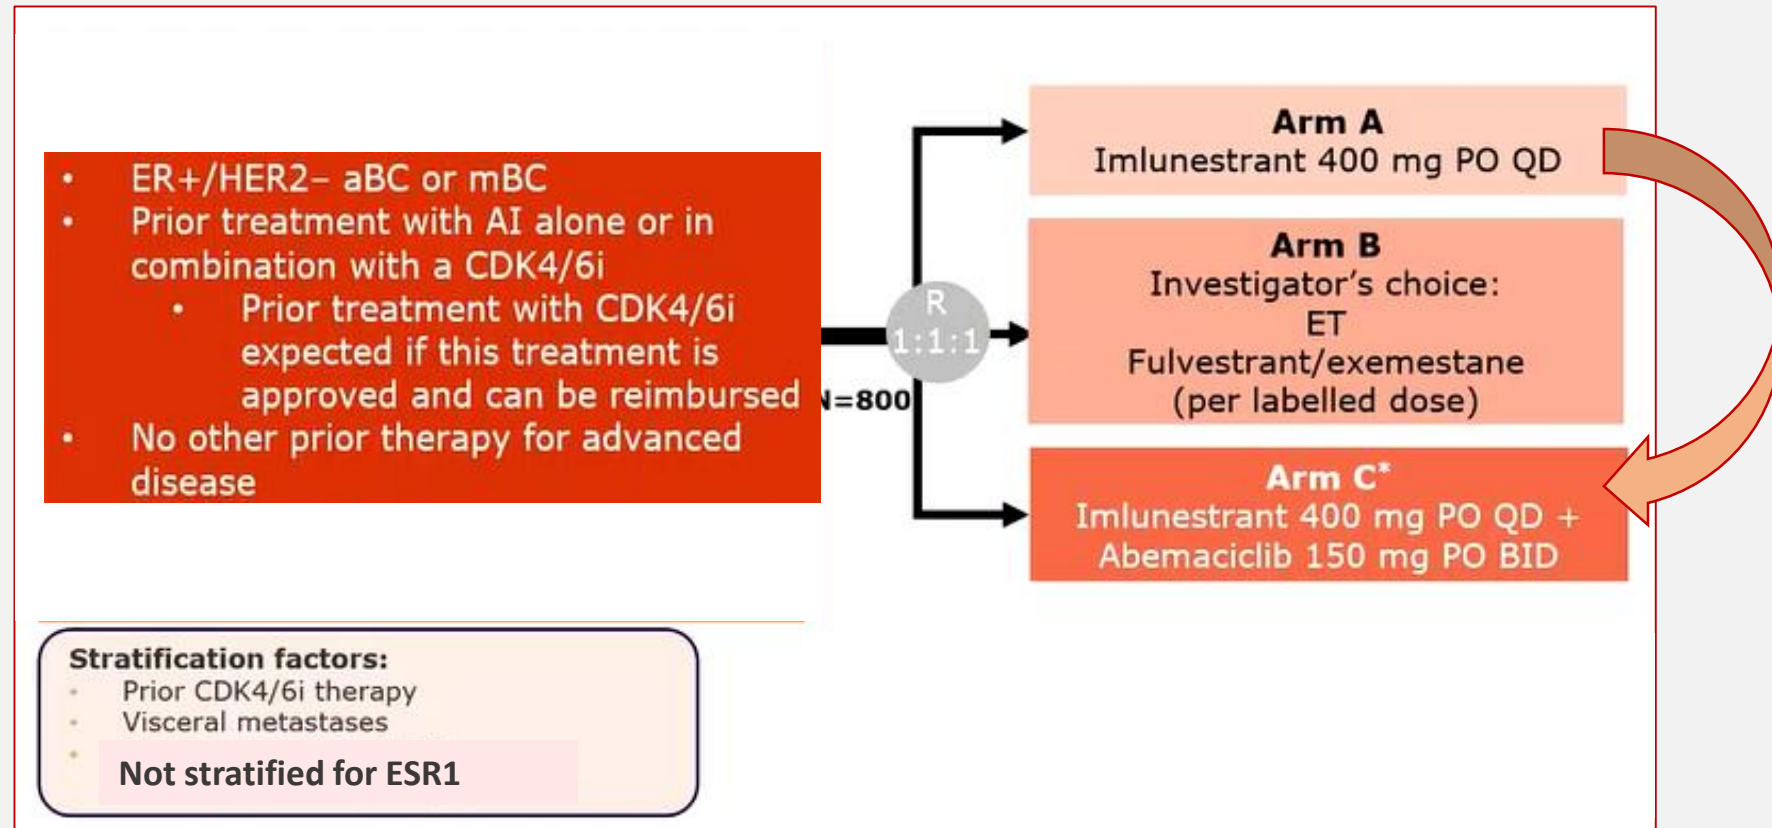 • ER+/HER2– aBC or mBC
• Prior treatment with AI alone or in
combination with a CDK4/6i
• Prior treatment with CDK4/6i
expected if this treatment is
approved and can be reimbursed
• No other prior therapy for advanced
disease
N=800
R
1:1:1
Arm A
Imlunestrant 400 mg PO QD
Arm B
Investigator's choice:
ET
Fulvestrant/exemestane
(per labelled dose)
Arm C*
Imlunestrant 400 mg PO QD +
Abemaciclib 150 mg PO BID
Stratification factors:
• Prior CDK4/6i therapy
• Visceral metastases
• Not stratified for ESR1